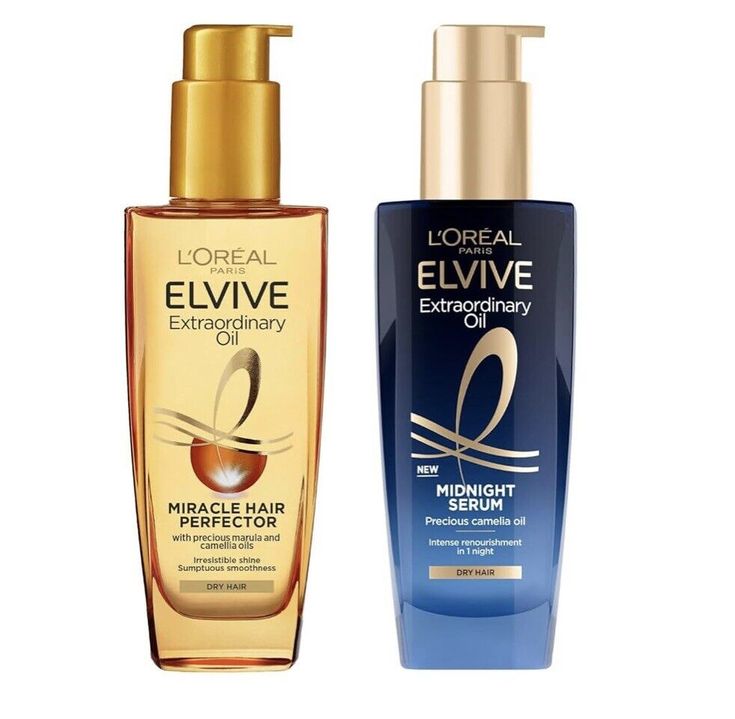 L'ORÉAL
PARIS
ELVIVE
Extraordinary
Oil
MIRACLE HAIR
PERFECTOR
with precious marula and
camellia oils
Irresistible shine
Sumptuous smoothness
DRY HAIR
L'ORÉAL
PARIS
ELVIVE
Extraordinary
Oil
NEW
MIDNIGHT
SERUM
Precious camelia oil
Intense renourishment
in 1 night
DRY HAIR